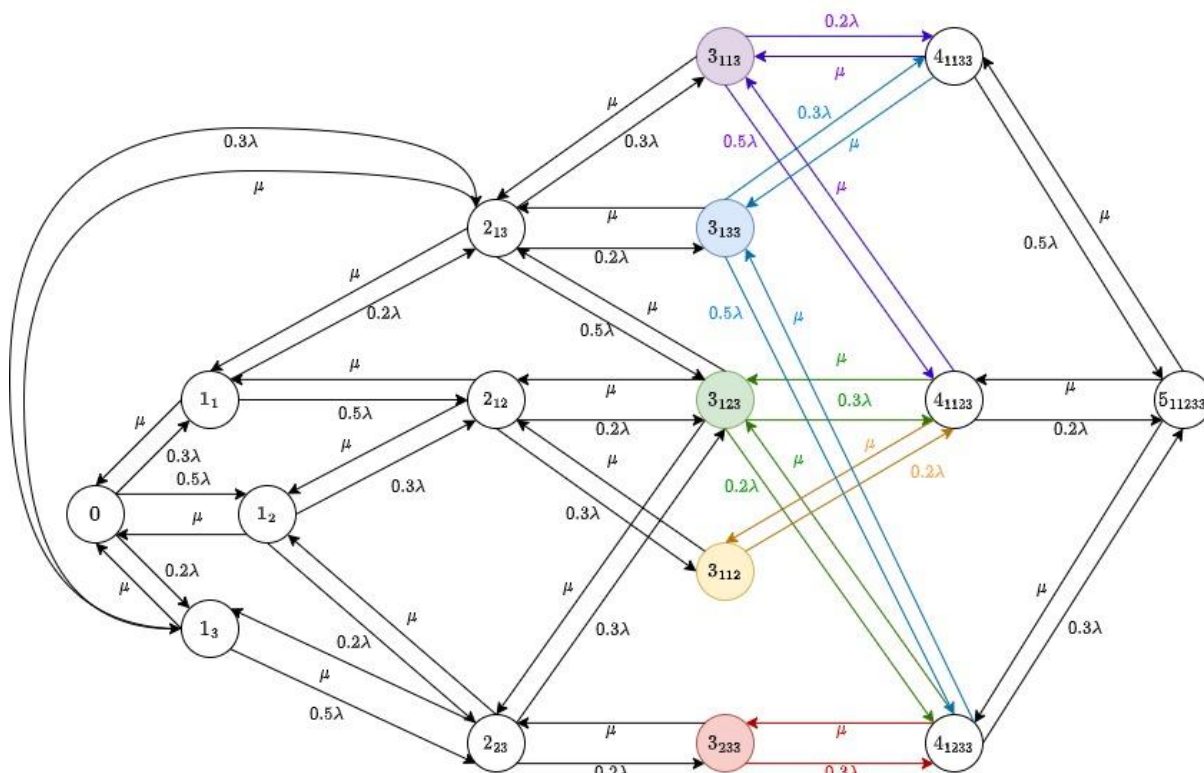 0.2λ
3₁₁₃ 4₁₁₃₃
μ
μ 0.3λ
0.3λ 0.5λ μ
0.3λ
μ μ μ
2₁₃ μ 3₁₃₃
0.2λ 0.5λ
μ
0.2λ μ 0.5λ μ
0.5λ
μ μ μ
1₁ 2₁₂ 3₁₂₃ 0.3λ 4₁₁₂₃ μ 5₁₁₂₃₃
0.5λ 0.2λ 0.2λ
μ μ μ μ μ
0.3λ 0.2λ
0.5λ 0.3λ 0.2λ
0 μ 1₂ 0.3λ
0.2λ 3₁₁₂
μ μ μ
1₃ μ 0.3λ 0.3λ
0.2λ
μ
0.5λ
μ μ
2₂₃ 3₂₃₃ 4₁₂₃₃
0.2λ 0.3λ